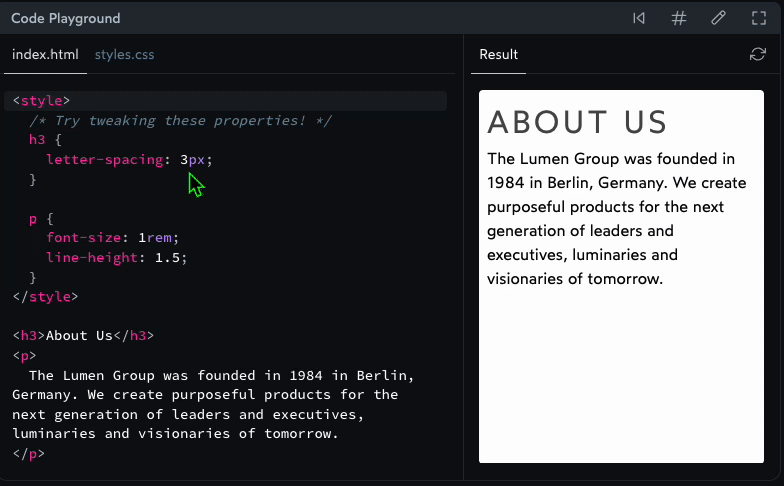 Code Playground
index.html styles.css
<style>
/* Try tweaking these properties! */
h3 {
letter-spacing: 3px;
}
p {
font-size: 1rem;
line-height: 1.5;
}
</style>
<h3>About Us</h3>
<p>
The Lumen Group was founded in 1984 in Berlin,
Germany. We create purposeful products for the
next generation of leaders and executives,
luminaries and visionaries of tomorrow.
</p>
Result
ABOUT US
The Lumen Group was founded in
1984 in Berlin, Germany. We create
purposeful products for the next
generation of leaders and
executives, luminaries and
visionaries of tomorrow.